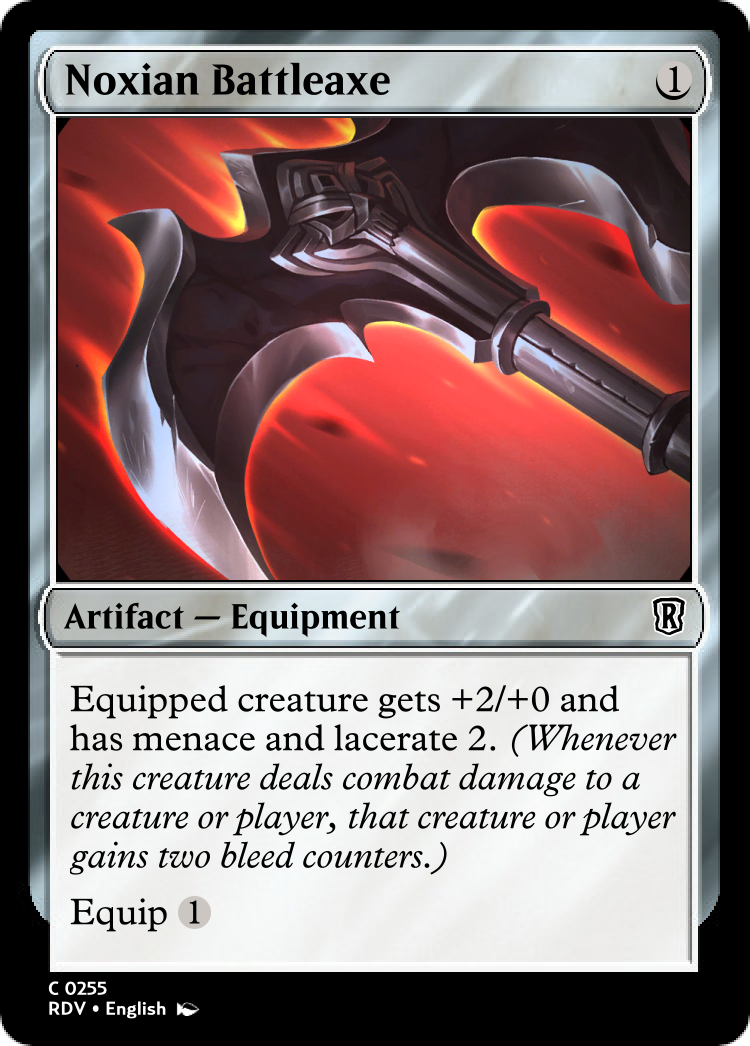 Noxian Battleaxe 1
Artifact — Equipment R
Equipped creature gets +2/+0 and
has menace and lacerate 2. (Whenever
this creature deals combat damage to a
creature or player, that creature or player
gains two bleed counters.)
Equip 1
C 0255
RDV • English